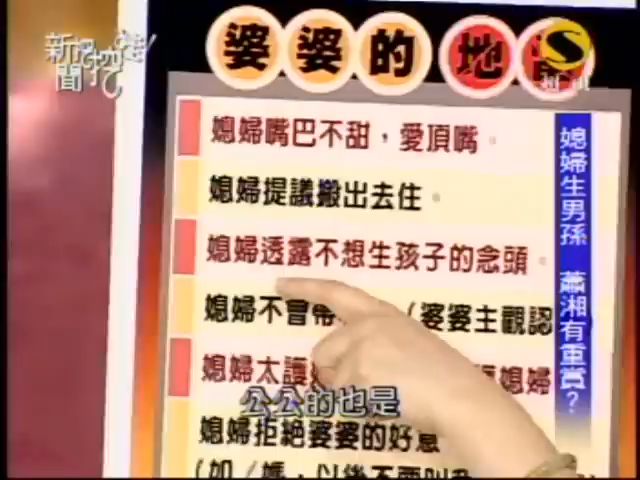 新聞挖挖哇!
婆婆的地雷
媳婦嘴巴不甜，愛頂嘴。
媳婦提議搬出去住。
媳婦透露不想生孩子的念頭。
媳婦不會帶（婆婆主觀認
媳婦太護 媳婦
媳婦拒絕婆婆的好意
媳婦生男孫 蕭湘有重賞？
公公的也是